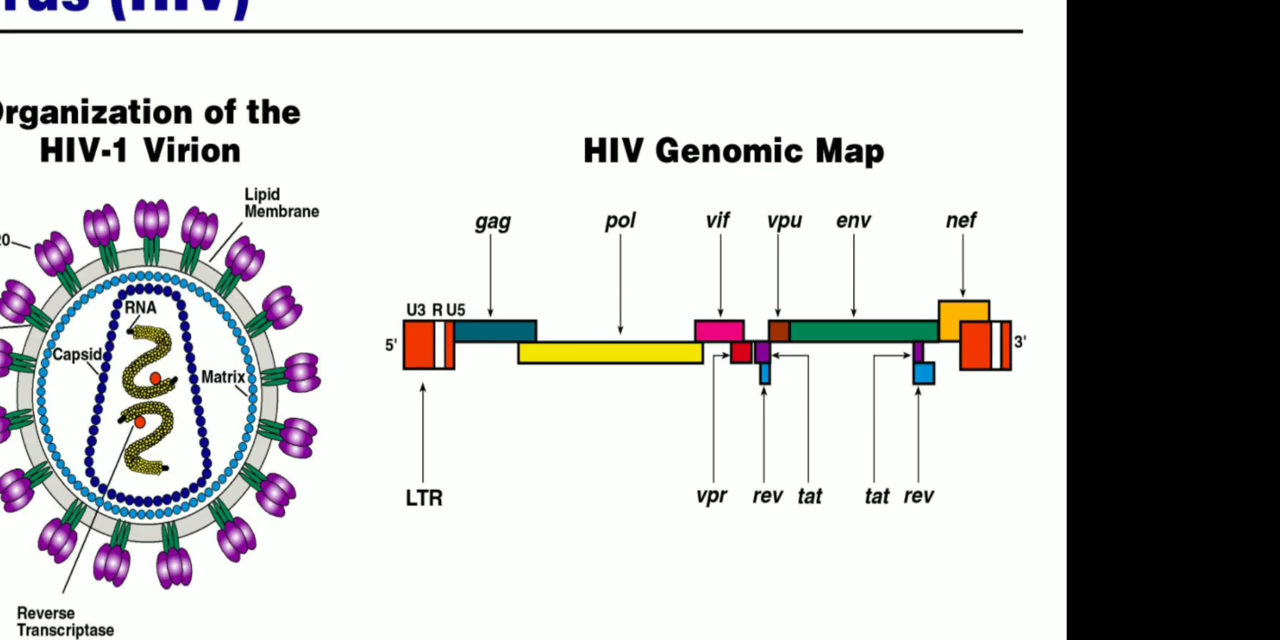 (HIV)
Organization of the
HIV-1 Virion
Lipid
Membrane
RNA
Capsid
Matrix
Reverse
Transcriptase
HIV Genomic Map
gag pol vif vpu env nef
U3 R U5
5' 3'
LTR vpr rev tat tat rev